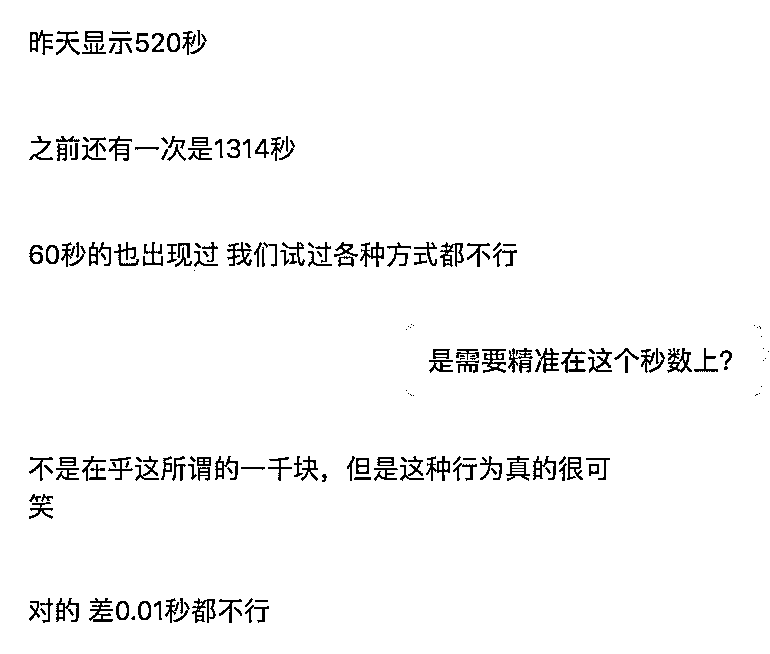 昨天显示520秒
之前还有一次是1314秒
60秒的也出现过 我们试过各种方式都不行
是需要精准在这个秒数上?
不是在乎这所谓的一千块，但是这种行为真的很可
笑
对的 差0.01秒都不行